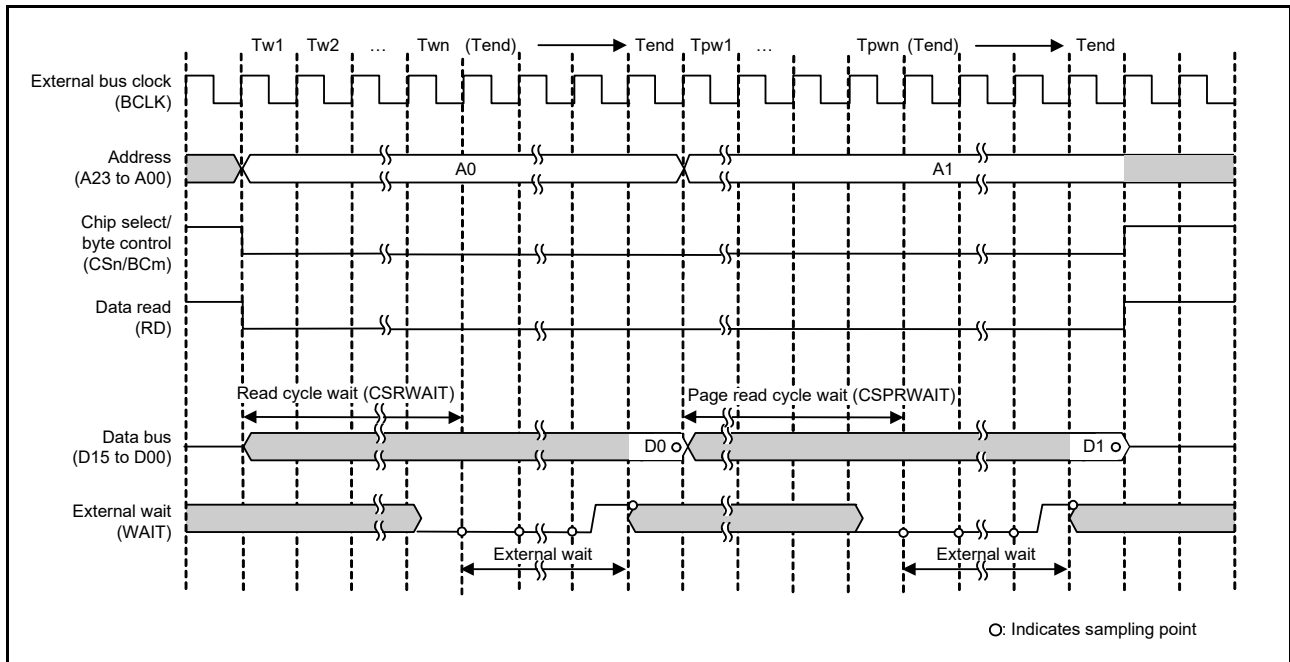 Tw1 Tw2 … Twn (Tend) Tend Tpw1 … Tpwn (Tend) Tend
External bus clock
(BCLK)
Address
(A23 to A00)
A0
A1
Chip select/
byte control
(CSn/BCm)
Data read
(RD)
Read cycle wait (CSRWAIT)
Page read cycle wait (CSPRWAIT)
Data bus
(D15 to D00)
D0
D1
External wait
(WAIT)
External wait
External wait
: Indicates sampling point